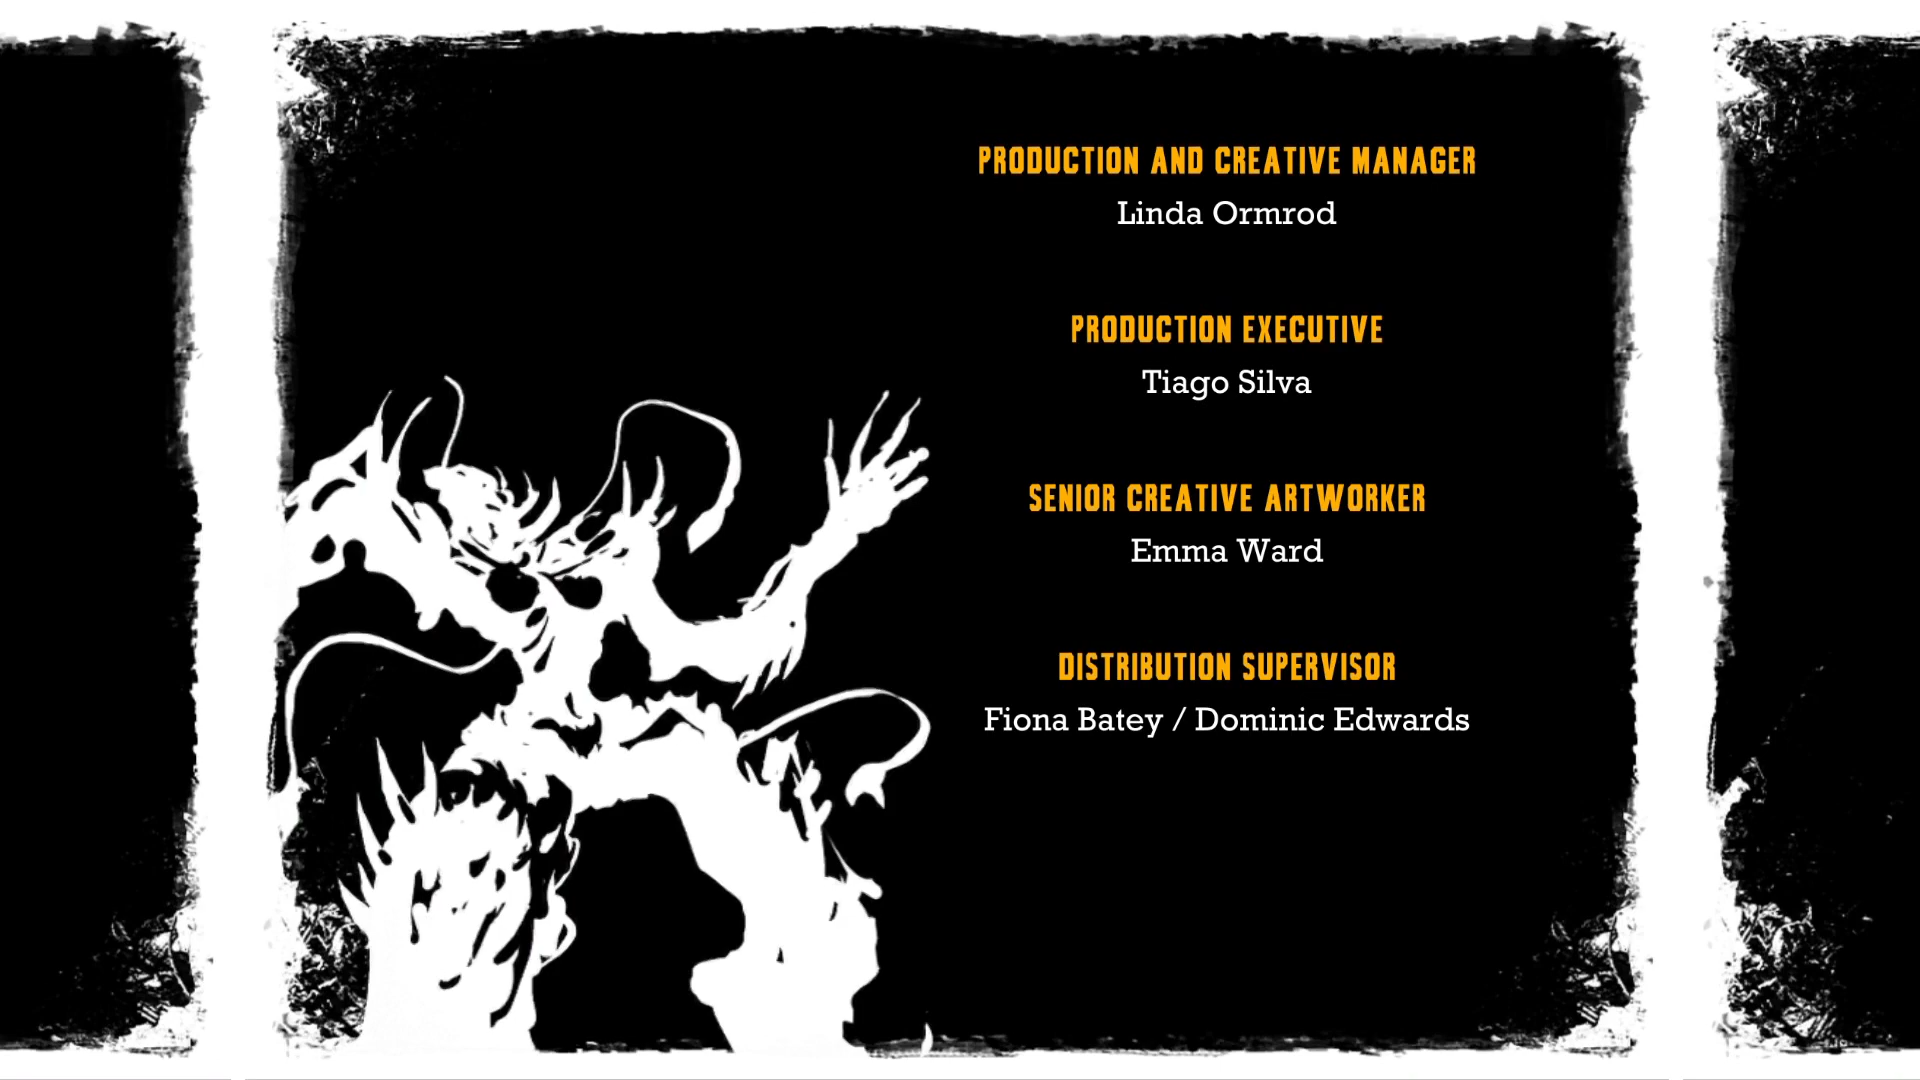 PRODUCTION AND CREATIVE MANAGER
Linda Ormrod
PRODUCTION EXECUTIVE
Tiago Silva
SENIOR CREATIVE ARTWORKER
Emma Ward
DISTRIBUTION SUPERVISOR
Fiona Batey / Dominic Edwards